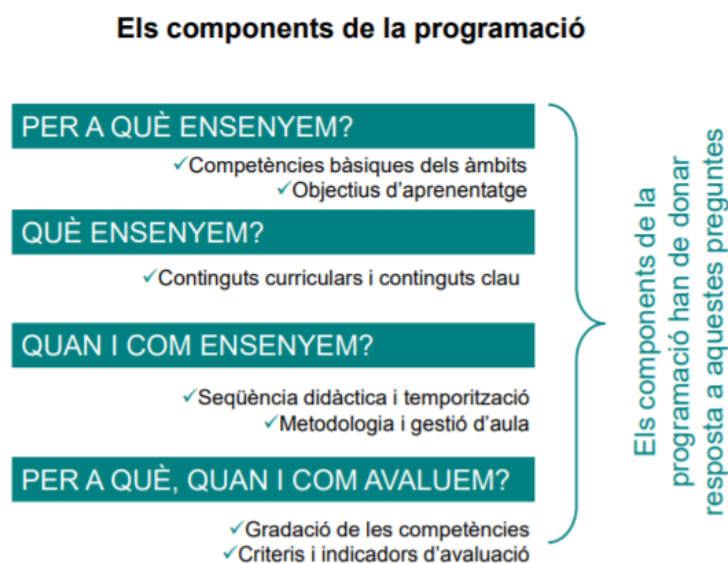 Els components de la programació
PER A QUÈ ENSENYEM?
✓Competències bàsiques dels àmbits
✓Objectius d'aprenentatge
QUÈ ENSENYEM?
✓Continguts curriculars i continguts clau
QUAN I COM ENSENYEM?
✓Seqüència didàctica i temporització
✓Metodologia i gestió d'aula
PER A QUÈ, QUAN I COM AVALUEM?
✓Gradació de les competències
✓Criteris i indicadors d'avaluació
Els components de la
programació han de donar
resposta a aquestes preguntes